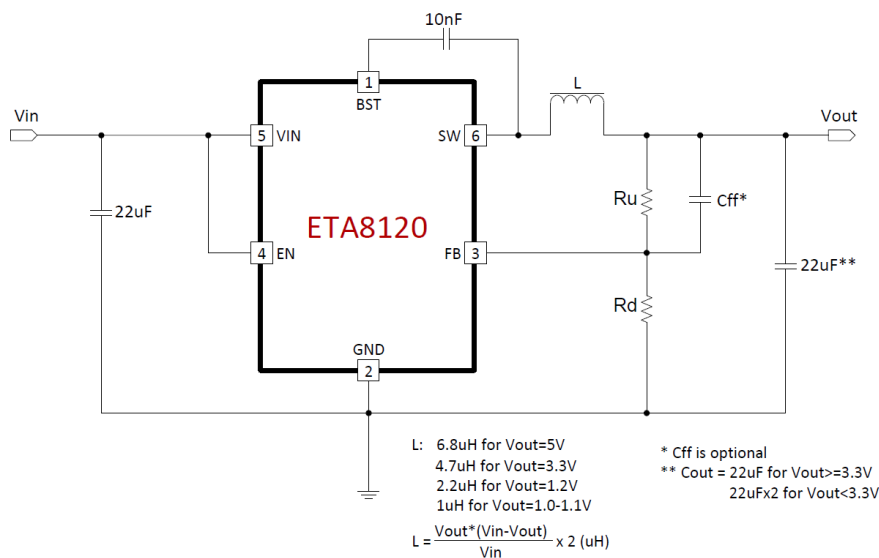 10nF
1
BST
L
Vin
Vout
5
VIN
SW
6
22uF
Ru
Cff*
ETA8120
4
EN
FB
3
22uF**
Rd
GND
2
L: 6.8uH for Vout=5V
4.7uH for Vout=3.3V
2.2uH for Vout=1.2V
1uH for Vout=1.0-1.1V
L = Vout*(Vin-Vout) / Vin x 2 (uH)
* Cff is optional
** Cout = 22uF for Vout>=3.3V
22uFx2 for Vout<3.3V